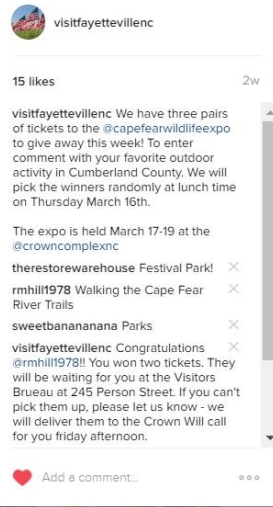 visitfayettevillenc
15 likes 2w
visitfayettevillenc We have three pairs
of tickets to the @capefearwildlifeexpo
to give away this week! To enter
comment with your favorite outdoor
activity in Cumberland County. We will
pick the winners randomly at lunch time
on Thursday March 16th.
The expo is held March 17-19 at the
@crowncomplexnc
therestorewarehouse Festival Park!
rmhill1978 Walking the Cape Fear
River Trails
sweetbanananana Parks
visitfayettevillenc Congratulations
@rmhill1978!! You won two tickets. They
will be waiting for you at the Visitors
Brueau at 245 Person Street. If you can't
pick them up, please let us know - we
will deliver them to the Crown Will call
for you friday afternoon.
Add a comment...